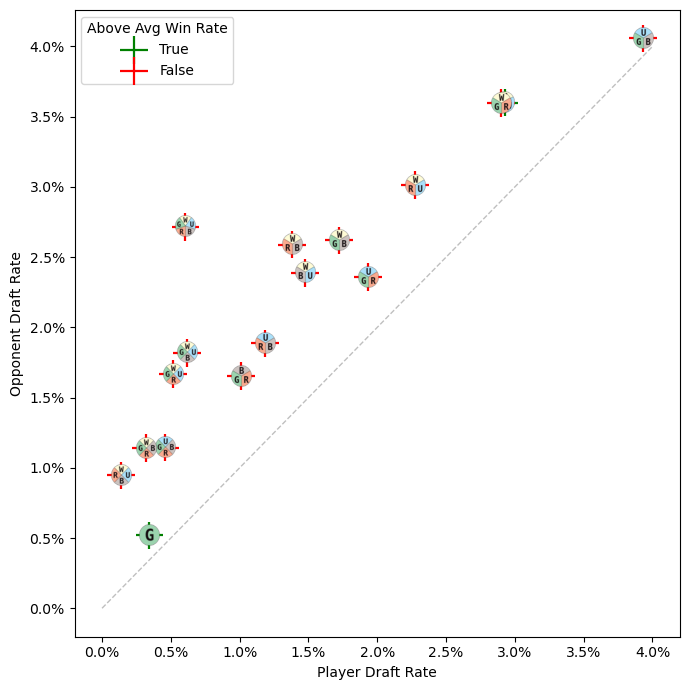 Above Avg Win Rate
True
False
4.0%
3.5%
3.0%
2.5%
2.0%
1.5%
1.0%
0.5%
0.0%
Opponent Draft Rate
U
G B
W
G R
W
R U
W
G U
R B
W
R B
W
G B
W
B U
U
G R
U
R B
W
G U
B
W
G U
R
B
G R
W
G B
R
U
G B
R
W
R U
B
G
0.0% 0.5% 1.0% 1.5% 2.0% 2.5% 3.0% 3.5% 4.0%
Player Draft Rate